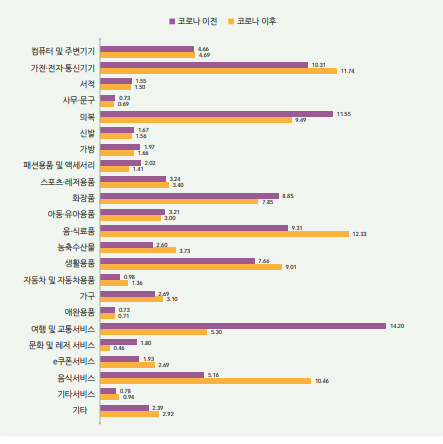 코로나 이전 코로나 이후
컴퓨터 및 주변기기 4.66 4.69
가전·전자·통신기기 10.31 11.74
서적 1.55 1.50
사무·문구 0.73 0.69
의복 11.55 9.49
신발 1.67 1.56
가방 1.97 1.66
패션용품 및 액세서리 2.02 1.41
스포츠·레저용품 3.24 3.40
화장품 8.85 7.85
아동·유아용품 3.21 3.00
음·식료품 9.31 12.33
농축수산물 2.60 3.73
생활용품 7.66 9.01
자동차 및 자동차용품 0.98 1.36
가구 2.69 3.10
애완용품 0.73 0.71
여행 및 교통서비스 14.20 5.30
문화 및 레저 서비스 1.80 0.46
e쿠폰서비스 1.93 2.69
음식서비스 5.16 10.46
기타서비스 0.78 0.94
기타 2.39 2.92